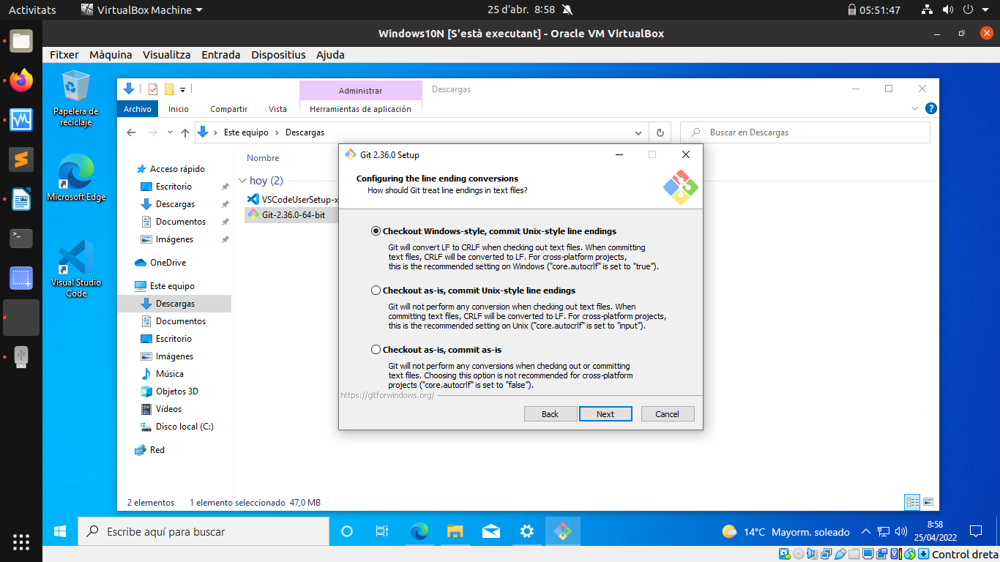 Activitats
VirtualBox Machine
25 d’abr. 8:58
05:51:47
Windows10N [S'està executant] - Oracle VM VirtualBox
Fitxer Màquina Visualitza Entrada Dispositius Ajuda
Papelera de
reciclaje
Microsoft Edge
Visual Studio
Code
Administrar
Descargas
Archivo Inicio Compartir Vista Herramientas de aplicación
Este equipo Descargas
Buscar en Descargas
Acceso rápido
Escritorio
Descargas
Documentos
Imágenes
OneDrive
Este equipo
Descargas
Documentos
Escritorio
Imágenes
Música
Objetos 3D
Vídeos
Disco local (C:)
Red
Nombre
hoy (2)
VSCodeUserSetup-x
Git-2.36.0-64-bit
2 elementos 1 elemento seleccionado 47,0 MB
Git 2.36.0 Setup
Configuring the line ending conversions
How should Git treat line endings in text files?
Checkout Windows-style, commit Unix-style line endings
Git will convert LF to CRLF when checking out text files. When committing
text files, CRLF will be converted to LF. For cross-platform projects,
this is the recommended setting on Windows ("core.autocrlf" is set to "true").
Checkout as-is, commit Unix-style line endings
Git will not perform any conversion when checking out text files. When
committing text files, CRLF will be converted to LF. For cross-platform projects,
this is the recommended setting on Unix ("core.autocrlf" is set to "input").
Checkout as-is, commit as-is
Git will not perform any conversions when checking out or committing
text files. Choosing this option is not recommended for cross-platform
projects ("core.autocrlf" is set to "false").
https://gitforwindows.org/
Back Next Cancel
Escribe aquí para buscar
14°C Mayorm. soleado
8:58
25/04/2022
Control dreta